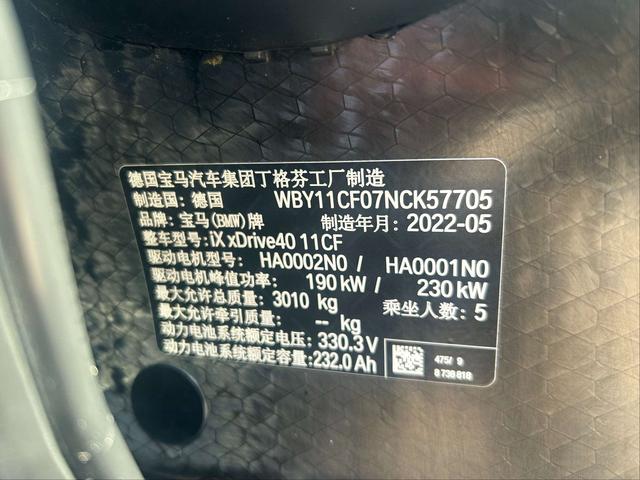 德国宝马汽车集团丁格芬工厂制造
制造国：德国 WBY11CF07NCK57705
品牌：宝马(BMW)牌 制造年月：2022-05
整车型号:iX xDrive40 11CF
驱动电机型号: HA0002N0 / HA0001N0
驱动电机峰值功率： 190 kW / 230 kW
最大允许总质量: 3010 kg 乘坐人数: 5
最大允许牵引质量: -- kg
动力电池系统额定电压: 330.3 V
动力电池系统额定容量:232.0 Ah
475/ 9
8 738 818